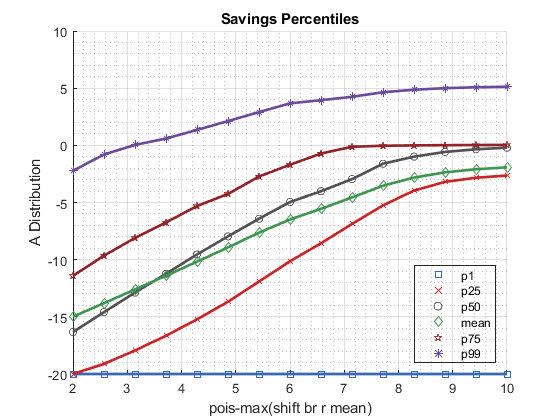 Savings Percentiles
10
5
0
-5
-10
-15
-20
A Distribution
2
3
4
5
6
7
8
9
10
pois-max(shift br r mean)
p1
p25
p50
mean
p75
p99